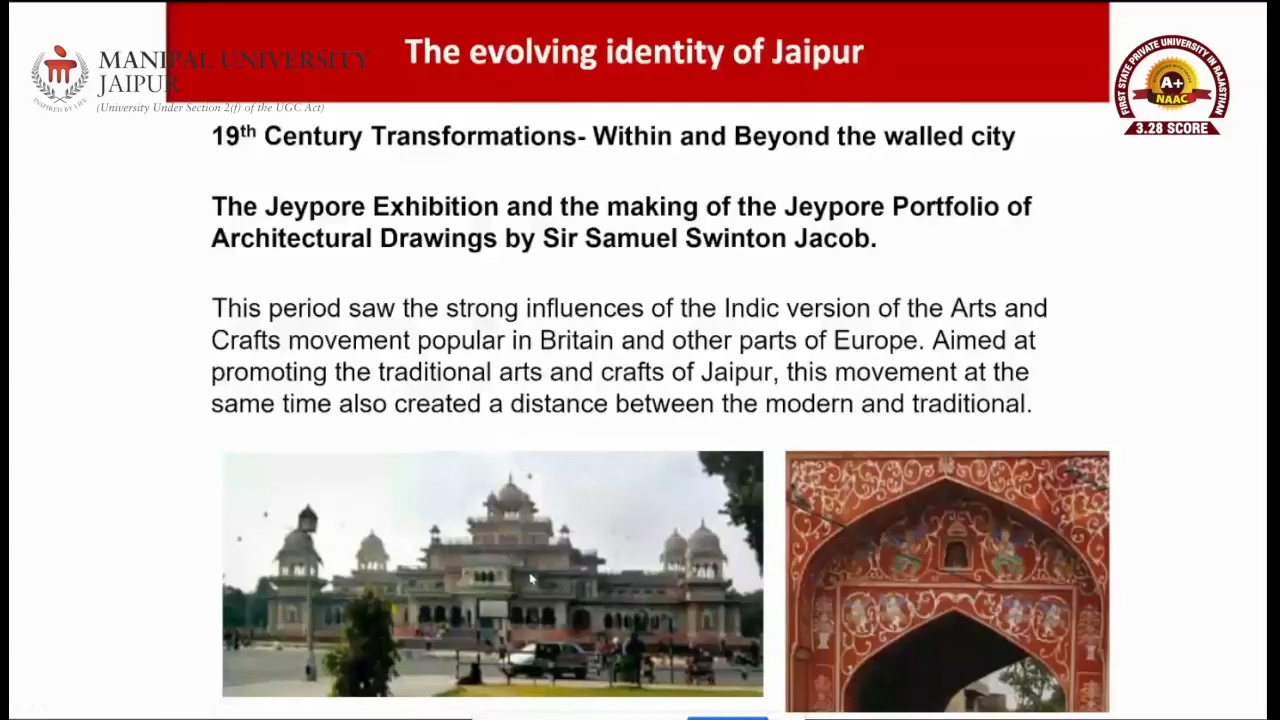 The evolving identity of Jaipur
MANIPAL UNIVERSITY
JAIPUR
(University Under Section 2(f) of the UGC Act)
INSPIRED BY LIFE
FIRST STATE PRIVATE UNIVERSITY IN RAJASTHAN
A+
NAAC
3.28 SCORE
19th Century Transformations- Within and Beyond the walled city
The Jeypore Exhibition and the making of the Jeypore Portfolio of
Architectural Drawings by Sir Samuel Swinton Jacob.
This period saw the strong influences of the Indic version of the Arts and
Crafts movement popular in Britain and other parts of Europe. Aimed at
promoting the traditional arts and crafts of Jaipur, this movement at the
same time also created a distance between the modern and traditional.